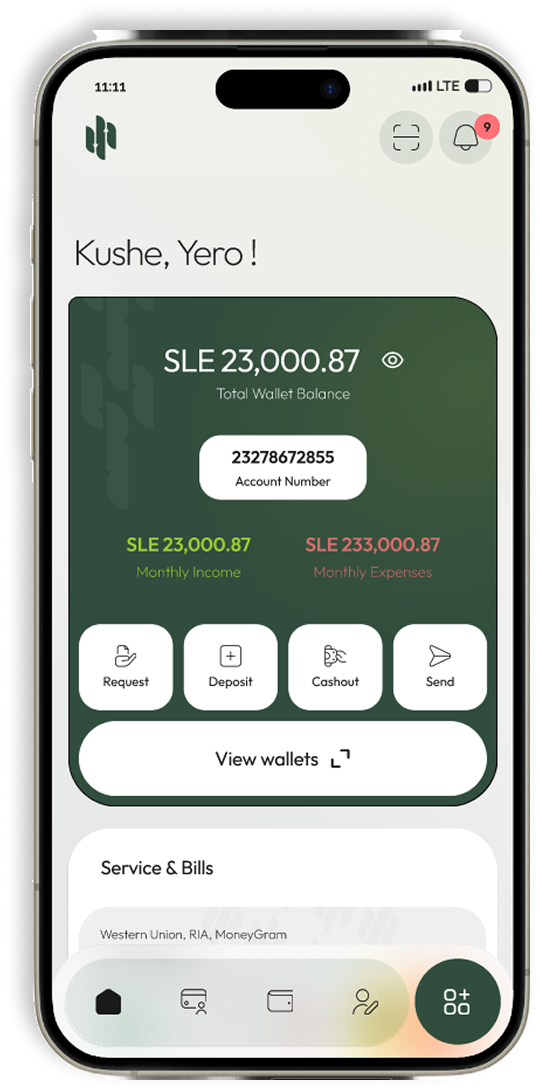 11:11
LTE
9
Kushe, Yero !
SLE 23,000.87
Total Wallet Balance
23278672855
Account Number
SLE 23,000.87 SLE 233,000.87
Monthly Income Monthly Expenses
Request Deposit Cashout Send
View wallets
Service & Bills
Western Union, RIA, MoneyGram